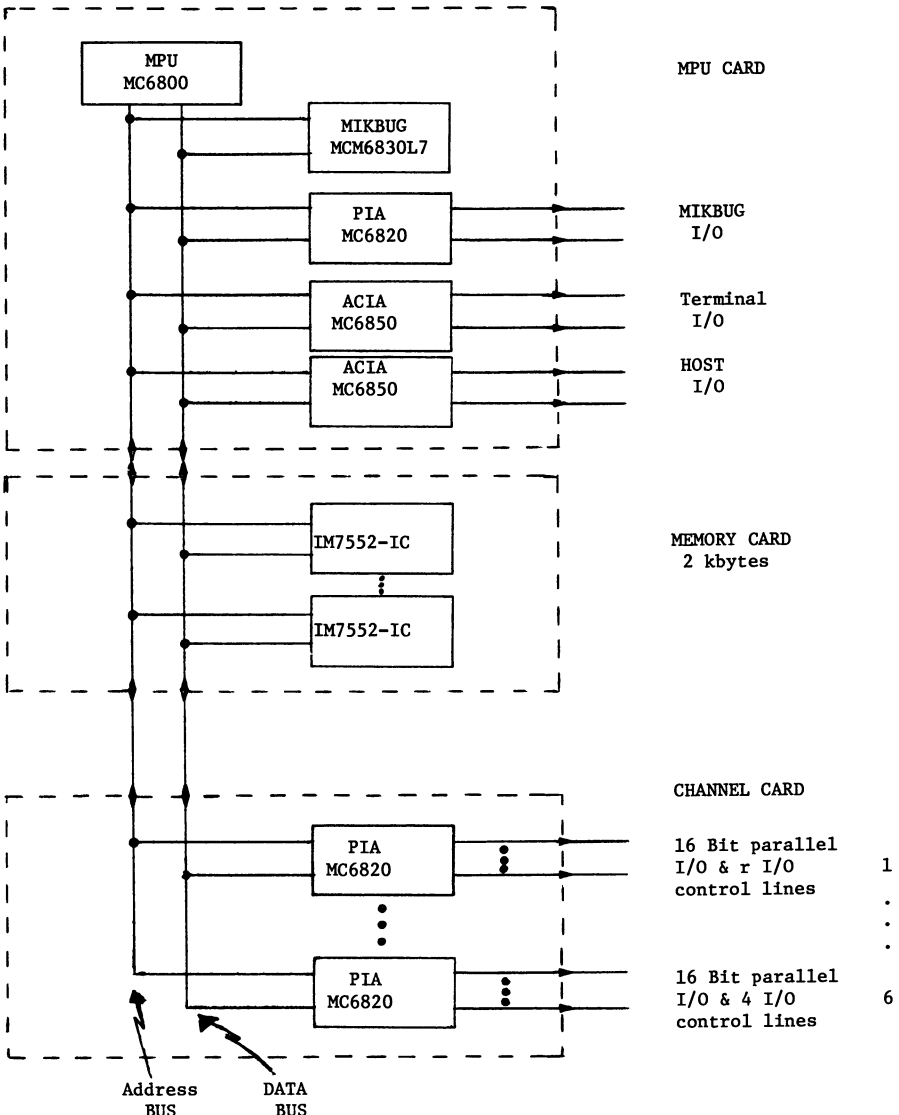 MPU
MC6800
MPU CARD
MIKBUG
MCM6830L7
PIA
MC6820
MIKBUG
I/O
ACIA
MC6850
Terminal
I/O
ACIA
MC6850
HOST
I/O
IM7552-IC
MEMORY CARD
2 kbytes
IM7552-IC
CHANNEL CARD
PIA
MC6820
16 Bit parallel
I/O & r I/O
control lines
1
.
.
.
PIA
MC6820
16 Bit parallel
I/O & 4 I/O
control lines
6
Address
BUS
DATA
BUS